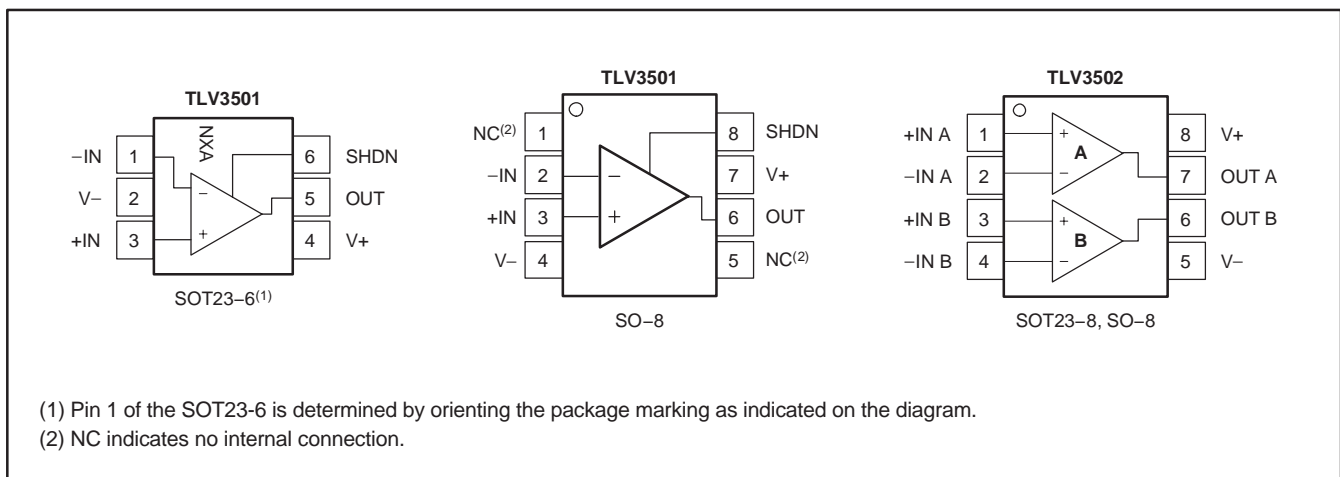 TLV3501
NXA
−IN 1
V− 2
+IN 3
6 SHDN
5 OUT
4 V+
− 
+
SOT23−6(1)
TLV3501
NC(2) 1
−IN 2
+IN 3
V− 4
8 SHDN
7 V+
6 OUT
5 NC(2)
−
+
SO−8
TLV3502
+IN A 1
−IN A 2
+IN B 3
−IN B 4
8 V+
7 OUT A
6 OUT B
5 V−
+
A
−
+
B
−
SOT23−8, SO−8
(1) Pin 1 of the SOT23-6 is determined by orienting the package marking as indicated on the diagram.
(2) NC indicates no internal connection.